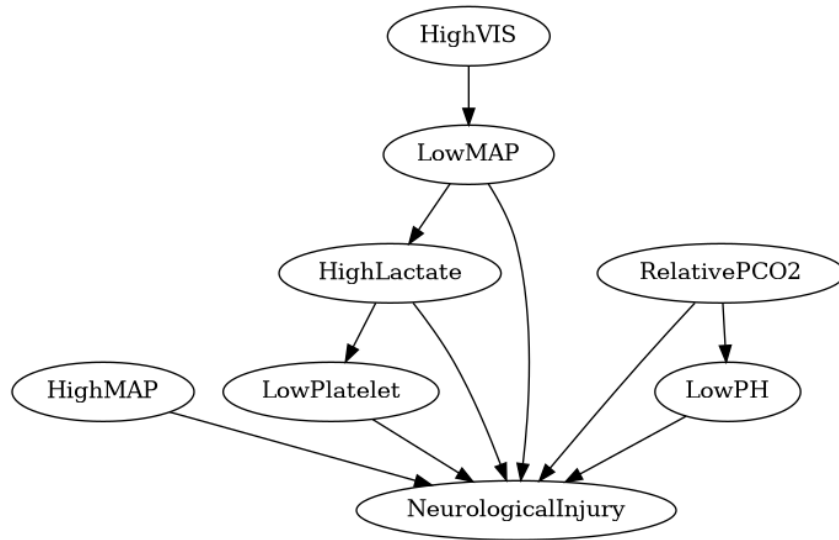 HighVIS
LowMAP
HighLactate
RelativePCO2
HighMAP
LowPlatelet
LowPH
NeurologicalInjury